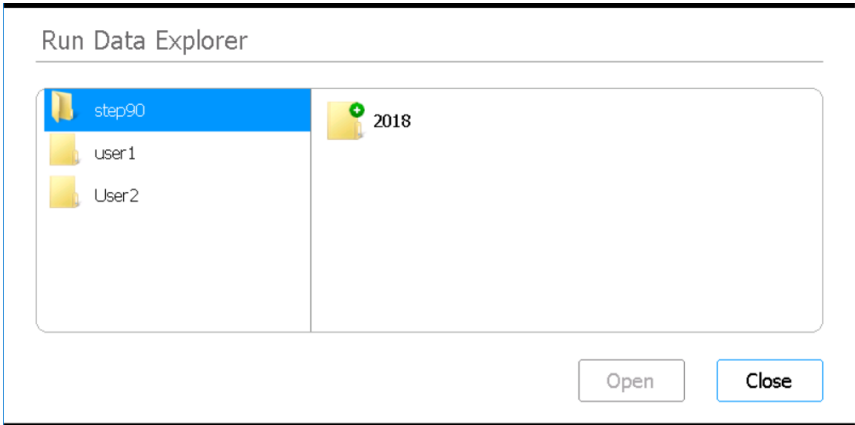 Run Data Explorer
step90
user1
User2
2018
Open
Close